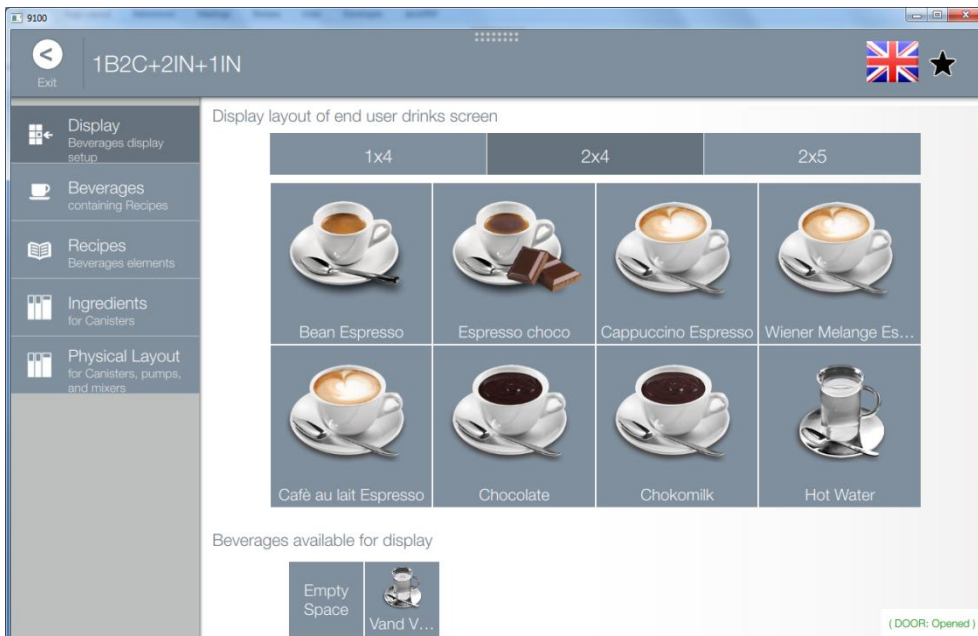 9100
Exit
1B2C+2IN+1IN
Display
Beverages display
setup
Beverages
containing Recipes
Recipes
Beverages elements
Ingredients
for Canisters
Physical Layout
for Canisters, pumps,
and mixers
Display layout of end user drinks screen
1x4
2x4
2x5
Bean Espresso
Espresso choco
Cappuccino Espresso
Wiener Melange Es...
Cafè au lait Espresso
Chocolate
Chokomilk
Hot Water
Beverages available for display
Empty
Space
Vand V...
( DOOR: Opened )